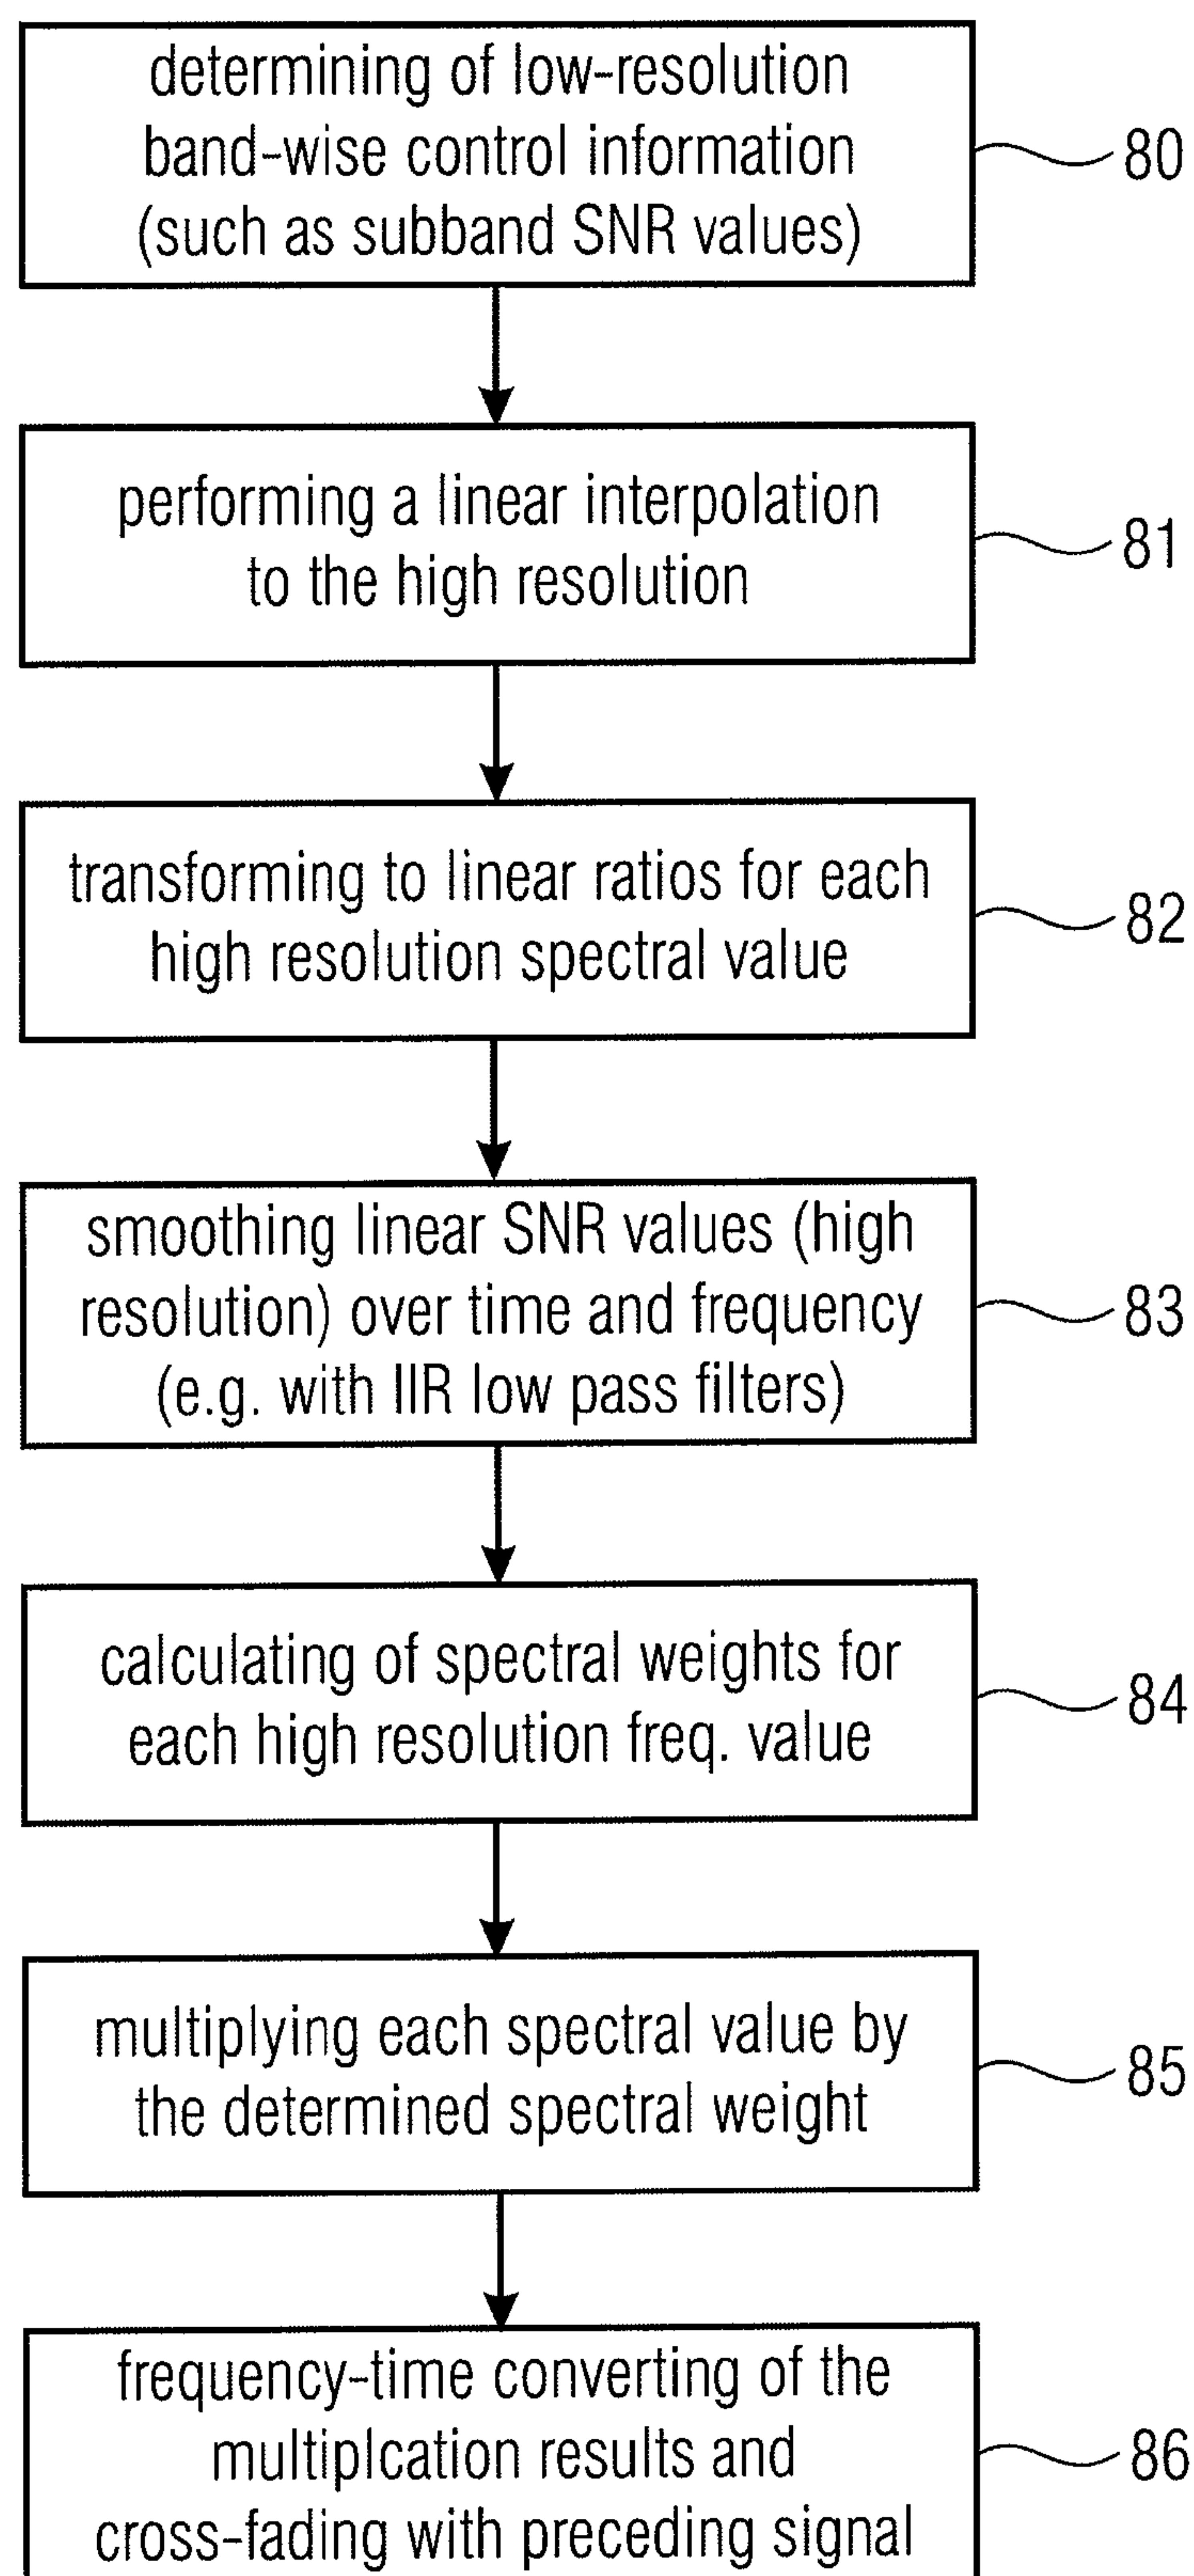 determining of low-resolution
band-wise control information
(such as subband SNR values)
80
performing a linear interpolation
to the high resolution
81
transforming to linear ratios for each
high resolution spectral value
82
smoothing linear SNR values (high
resolution) over time and frequency
(e.g. with IIR low pass filters)
83
calculating of spectral weights for
each high resolution freq. value
84
multiplying each spectral value by
the determined spectral weight
85
frequency-time converting of the
multiplcation results and
cross-fading with preceding signal
86